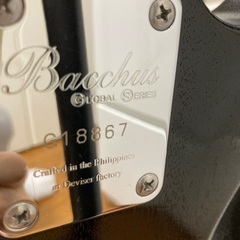 Bacchus
GLOBAL SERIES
C18867
Crafted in the Philippines
at Deviser factory